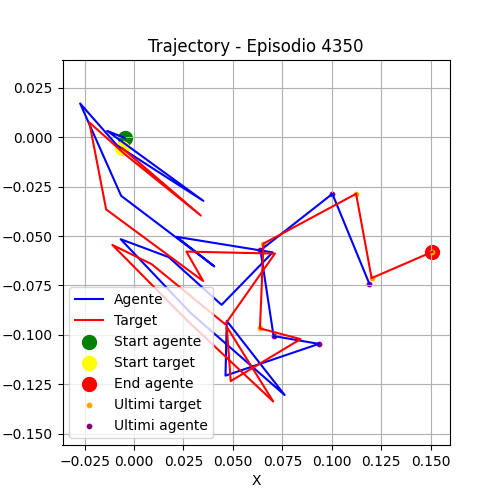 Trajectory - Episodio 4350
0.025
0.000
−0.025
−0.050
−0.075
−0.100
−0.125
−0.150
Agente
Target
Start agente
Start target
End agente
Ultimi target
Ultimi agente
−0.025 0.000 0.025 0.050 0.075 0.100 0.125 0.150
X